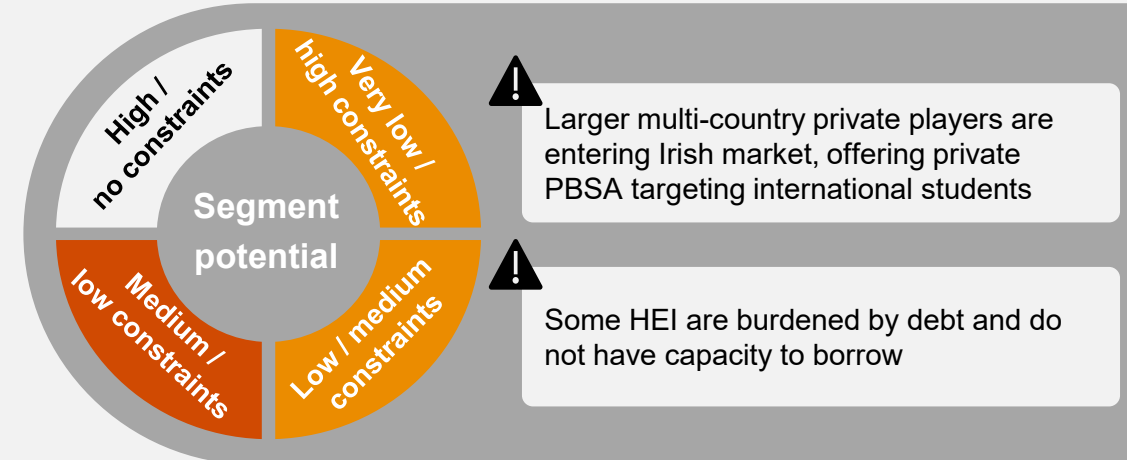 High /
no constraints
Very low /
high constraints
Segment
potential
Medium /
low constraints
Low / medium
constraints
!
Larger multi-country private players are
entering Irish market, offering private
PBSA targeting international students
!
Some HEI are burdened by debt and do
not have capacity to borrow